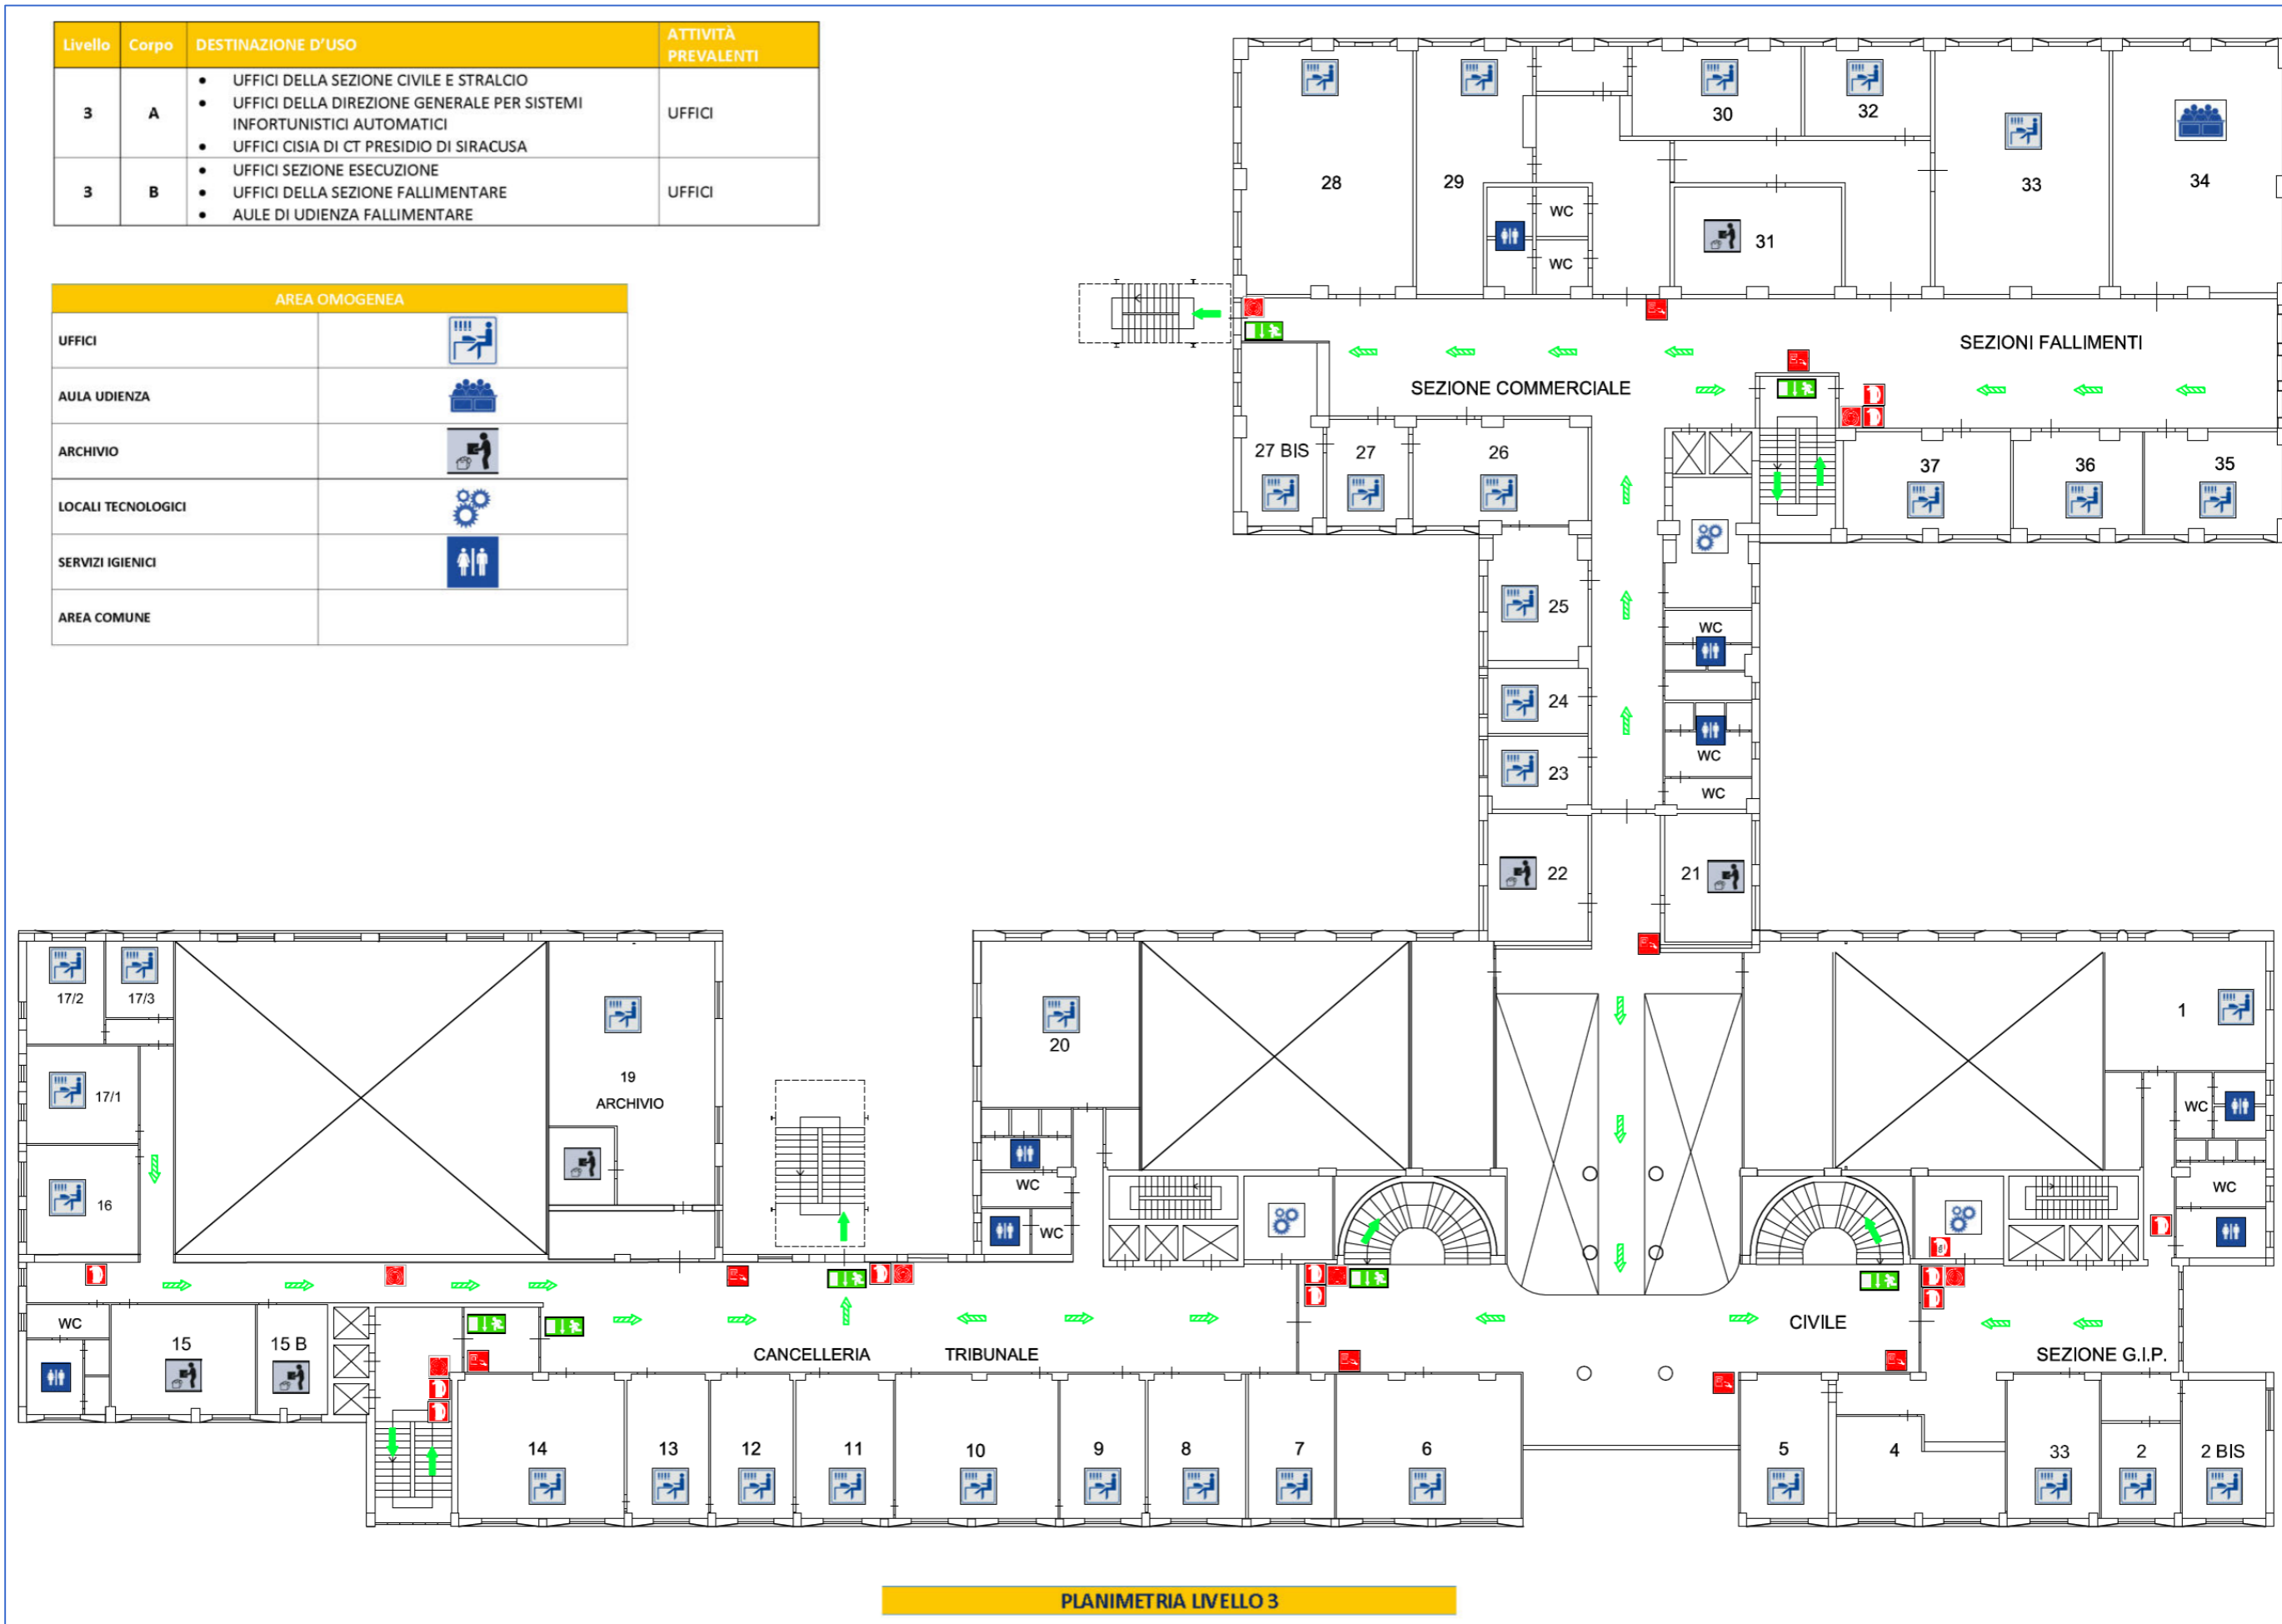 Livello Corpo DESTINAZIONE D'USO ATTIVITÀ PREVALENTI
3 A
• UFFICI DELLA SEZIONE CIVILE E STRALCIO
• UFFICI DELLA DIREZIONE GENERALE PER SISTEMI
INFORTUNISTICI AUTOMATICI
• UFFICI CISIA DI CT PRESIDIO DI SIRACUSA
UFFICI
3 B
• UFFICI SEZIONE ESECUZIONE
• UFFICI DELLA SEZIONE FALLIMENTARE
• AULE DI UDIENZA FALLIMENTARE
UFFICI
AREA OMOGENEA
UFFICI
AULA UDIENZA
ARCHIVIO
LOCALI TECNOLOGICI
SERVIZI IGIENICI
AREA COMUNE
30 32
28 29 33 34
WC
31
WC
SEZIONI FALLIMENTI
SEZIONE COMMERCIALE
27 BIS 27 26 37 36 35
25
WC
24
WC
23
WC
22 21
17/2 17/3
1
20
19
ARCHIVIO
17/1
WC
16
WC
WC
WC
WC
15 15 B
CIVILE
CANCELLERIA TRIBUNALE
SEZIONE G.I.P.
14 13 12 11 10 9 8 7 6 5 4 33 2 2 BIS
PLANIMETRIA LIVELLO 3